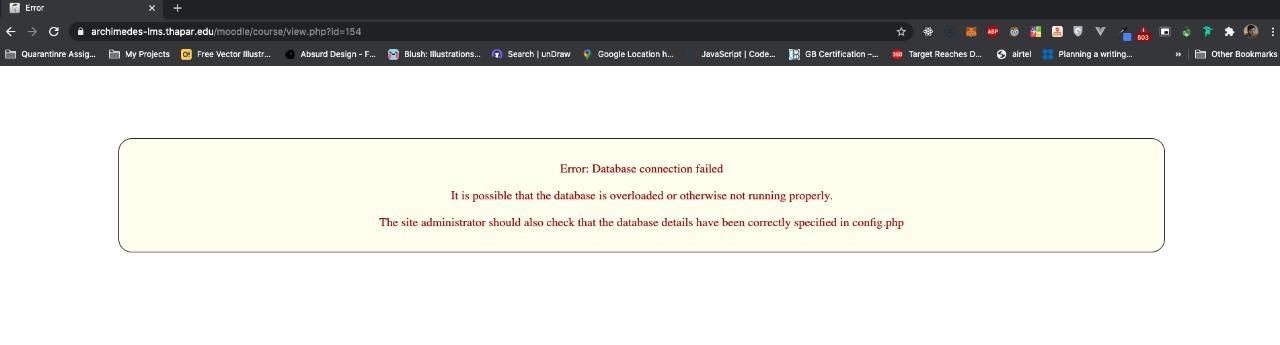 Error
archimedes-lms.thapar.edu/moodle/course/view.php?id=154
ABP
603
Quarantinre Assig...
My Projects
Free Vector Illustr...
Absurd Design - F...
Blush: Illustrations...
Search | unDraw
Google Location h...
JavaScript | Code...
GB Certification –...
360
Target Reaches D...
airtel
Planning a writing...
»
Other Bookmarks
Error: Database connection failed
It is possible that the database is overloaded or otherwise not running properly.
The site administrator should also check that the database details have been correctly specified in config.php